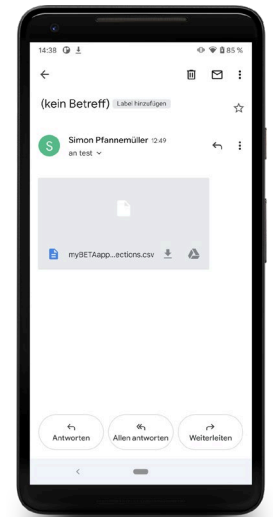 14:38 85 %
(kein Betreff) Label hinzufügen
S Simon Pfannemüller 12:49
an test
myBETAapp...ections.csv
Antworten Allen antworten Weiterleiten